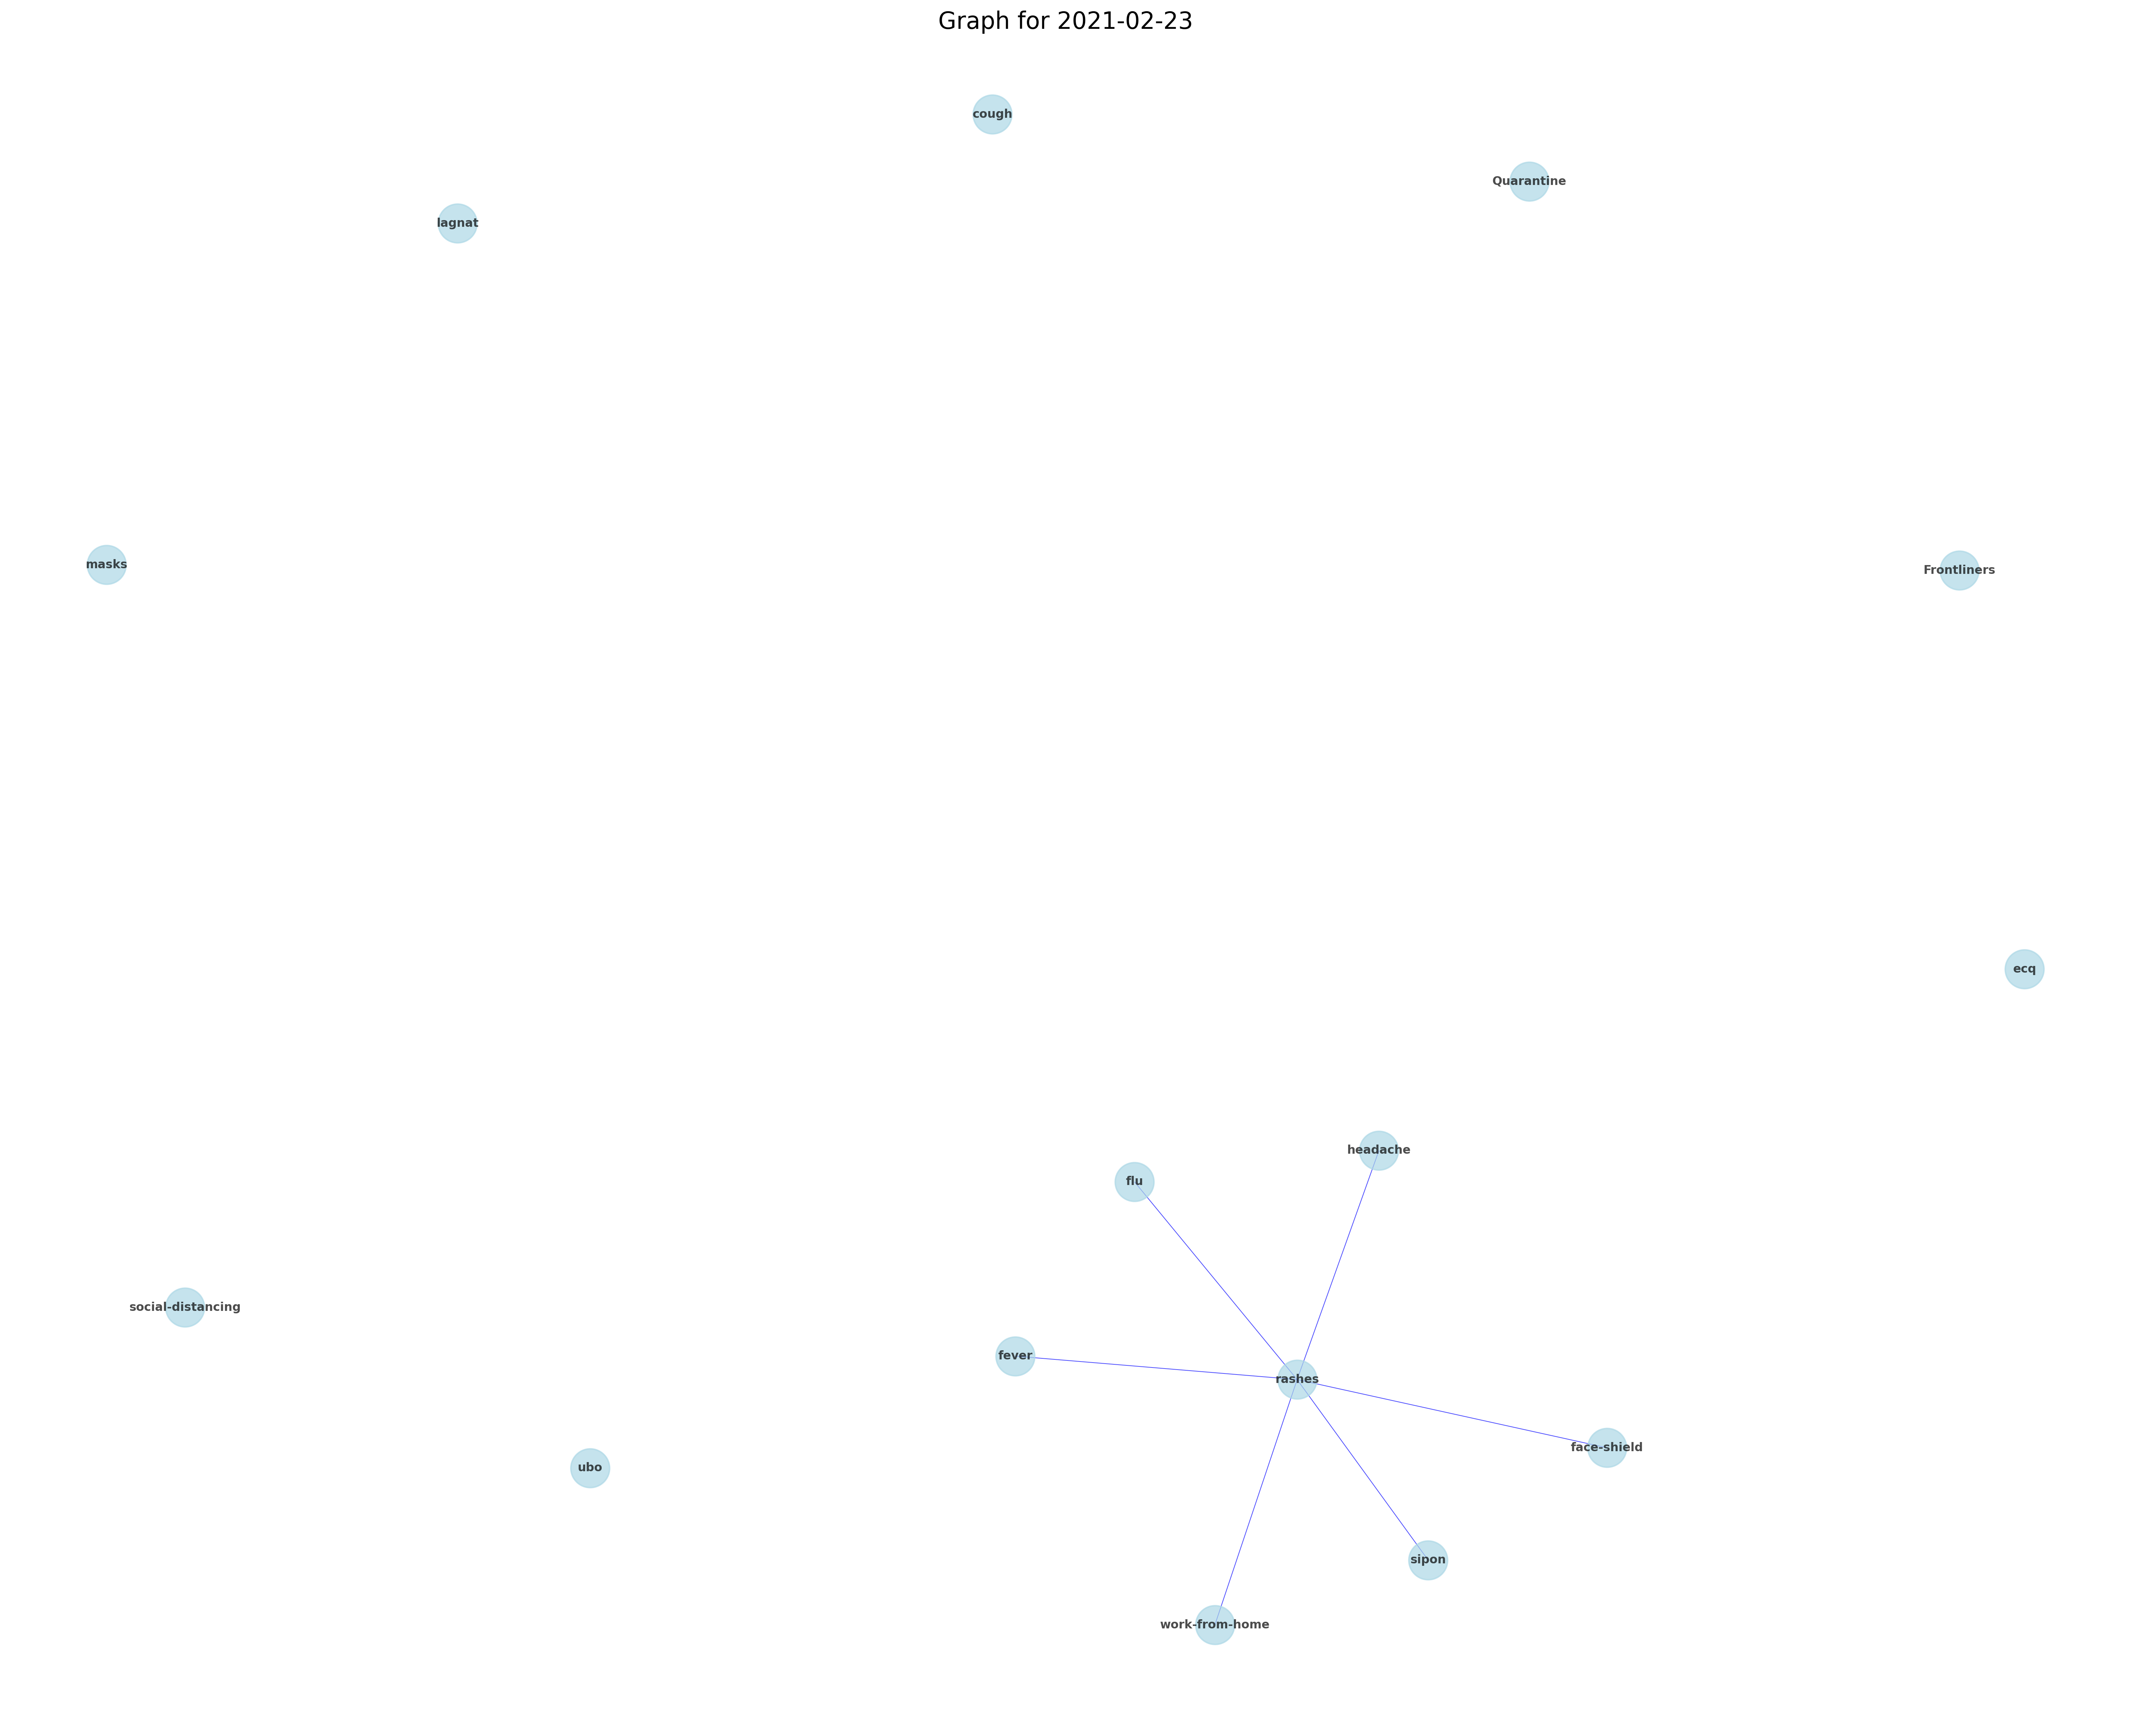 Graph for 2021-02-23
cough
Quarantine
lagnat
masks
Frontliners
ecq
headache
flu
social-distancing
fever
rashes
face-shield
ubo
sipon
work-from-home